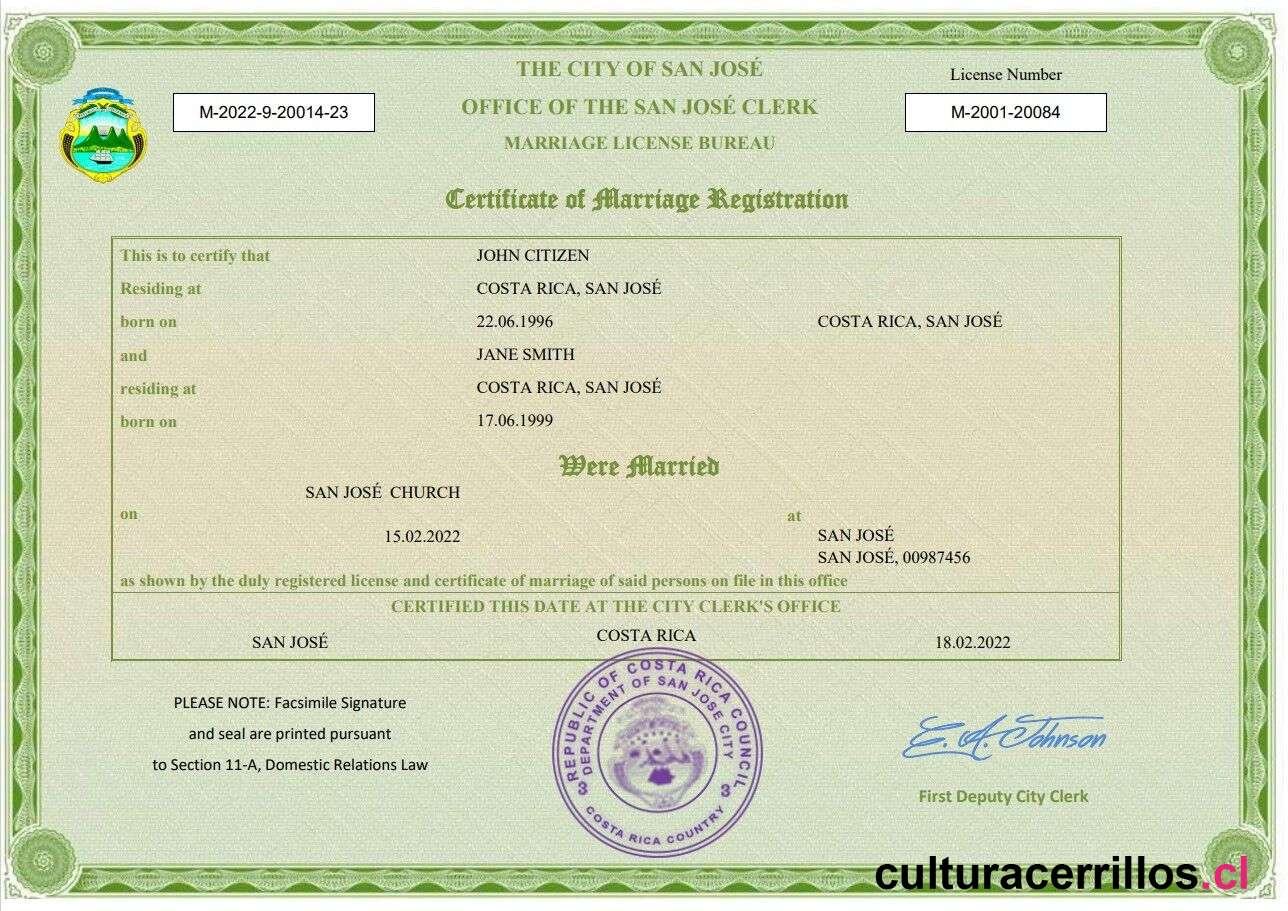 THE CITY OF SAN JOSÉ
License Number
M-2022-9-20014-23
OFFICE OF THE SAN JOSÉ CLERK
M-2001-20084
MARRIAGE LICENSE BUREAU
Certificate of Marriage Registration
This is to certify that JOHN CITIZEN
Residing at COSTA RICA, SAN JOSÉ
born on 22.06.1996 COSTA RICA, SAN JOSÉ
and JANE SMITH
residing at COSTA RICA, SAN JOSÉ
born on 17.06.1999
Were Married
SAN JOSÉ CHURCH
on at
15.02.2022 SAN JOSÉ
SAN JOSÉ, 00987456
as shown by the duly registered license and certificate of marriage of said persons on file in this office
CERTIFIED THIS DATE AT THE CITY CLERK'S OFFICE
SAN JOSÉ COSTA RICA 18.02.2022
PLEASE NOTE: Facsimile Signature
and seal are printed pursuant
to Section 11-A, Domestic Relations Law
REPUBLIC OF COSTA RICA COUNCIL
DEPARTMENT OF SAN JOSE CITY
3 3
COSTA RICA COUNTRY
E. A. Johnson
First Deputy City Clerk
culturacerrillos.cl